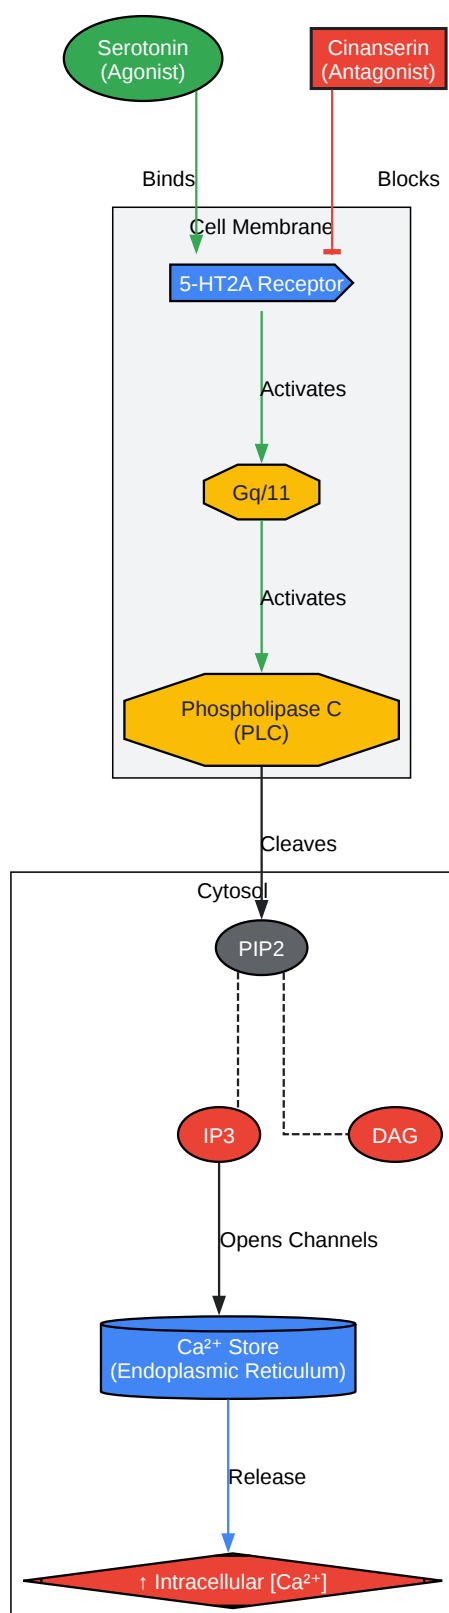 Serotonin
(Agonist)
Cinanserin
(Antagonist)
Binds
Blocks
Cell Membrane
5-HT2A Receptor
Activates
Gq/11
Activates
Phospholipase C
(PLC)
Cleaves
Cytosol
PIP2
IP3
DAG
Opens Channels
Ca²⁺ Store
(Endoplasmic Reticulum)
Release
↑ Intracellular [Ca²⁺]